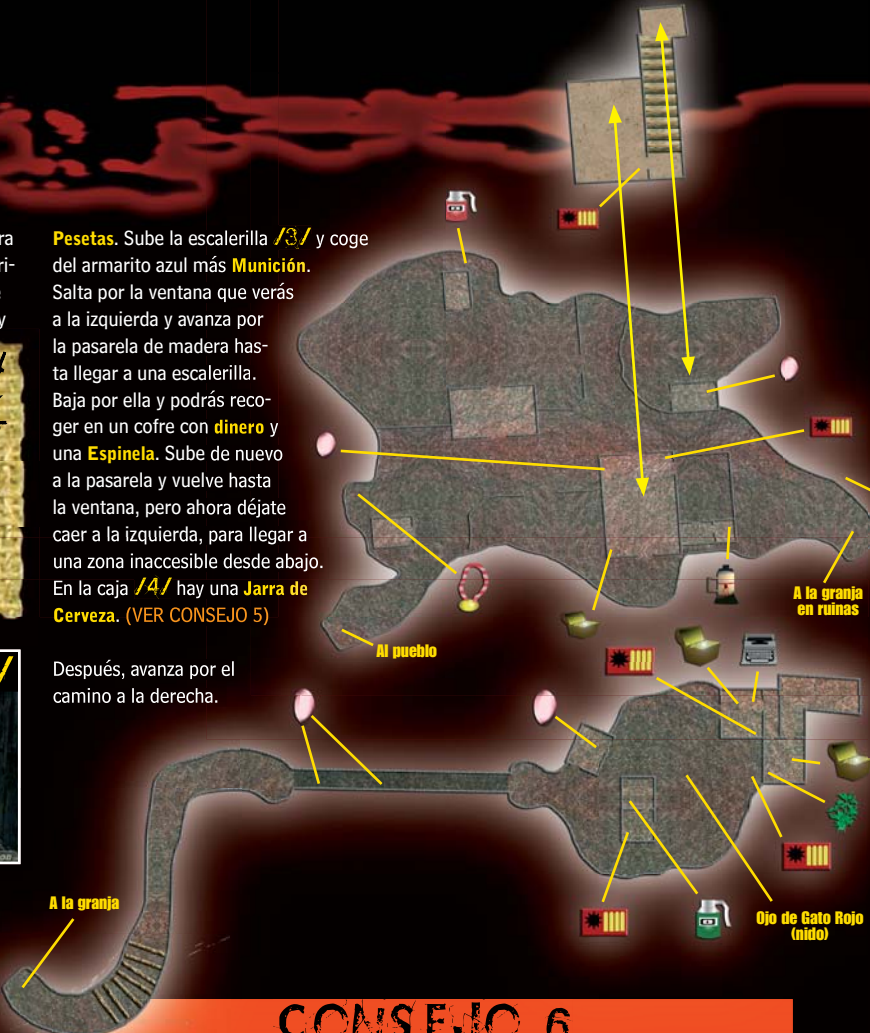 ra
ri-
y
Pesetas. Sube la escalerilla /3/ y coge
del armarito azul más Munición.
Salta por la ventana que verás
a la izquierda y avanza por
la pasarela de madera has-
ta llegar a una escalerilla.
Baja por ella y podrás reco-
ger en un cofre con dinero y
una Espinela. Sube de nuevo
a la pasarela y vuelve hasta
la ventana, pero ahora déjate
caer a la izquierda, para llegar a
una zona inaccesible desde abajo.
En la caja /4/ hay una Jarra de
Cerveza. (VER CONSEJO 5)
Después, avanza por el
camino a la derecha.
A la granja
en ruinas
Al pueblo
A la granja
Ojo de Gato Rojo
(nido)
CONSEJO 6